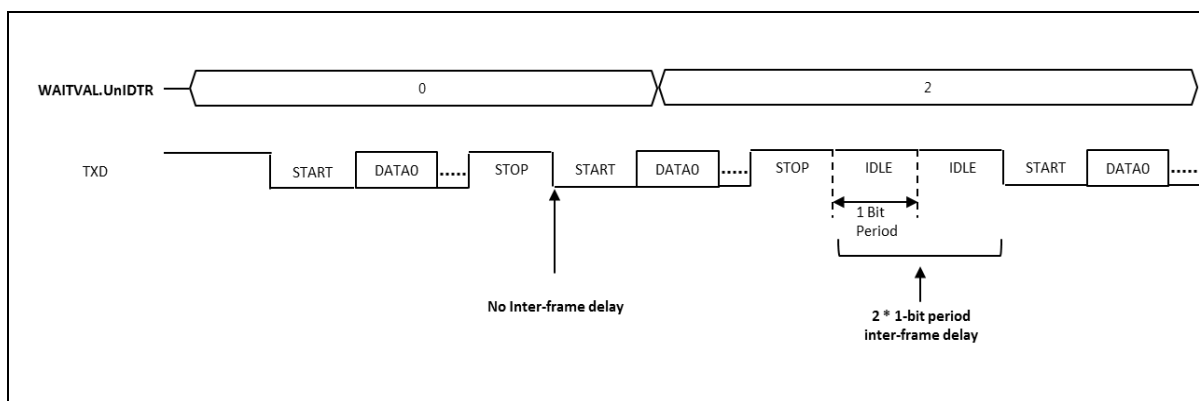 WAITVAL.UnIDTR 0 2
TXD START DATA0 ..... STOP START DATA0 ..... STOP IDLE IDLE START DATA0 .....
1 Bit
Period
No Inter-frame delay
2 * 1-bit period
inter-frame delay